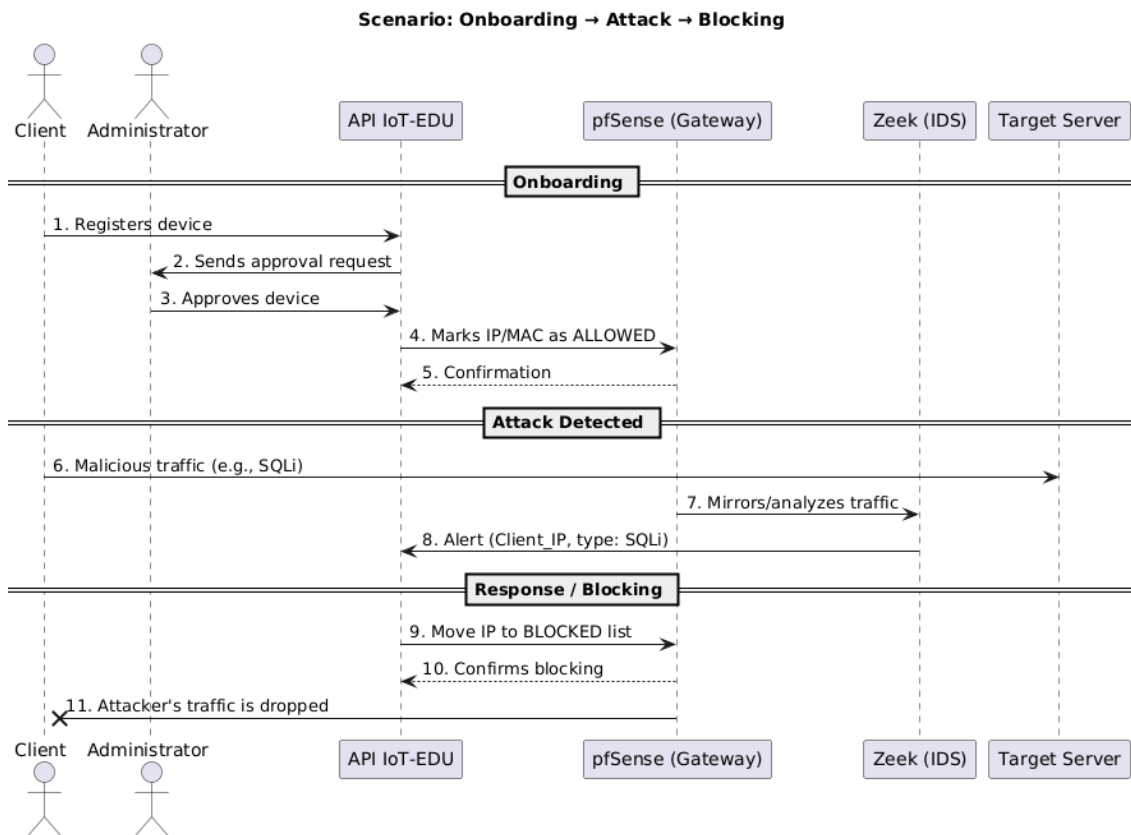 Scenario: Onboarding → Attack → Blocking
Client
Administrator
API IoT-EDU
pfSense (Gateway)
Zeek (IDS)
Target Server
Onboarding
1. Registers device
2. Sends approval request
3. Approves device
4. Marks IP/MAC as ALLOWED
5. Confirmation
Attack Detected
6. Malicious traffic (e.g., SQLi)
7. Mirrors/analyzes traffic
8. Alert (Client_IP, type: SQLi)
Response / Blocking
9. Move IP to BLOCKED list
10. Confirms blocking
11. Attacker's traffic is dropped
Client
Administrator
API IoT-EDU
pfSense (Gateway)
Zeek (IDS)
Target Server